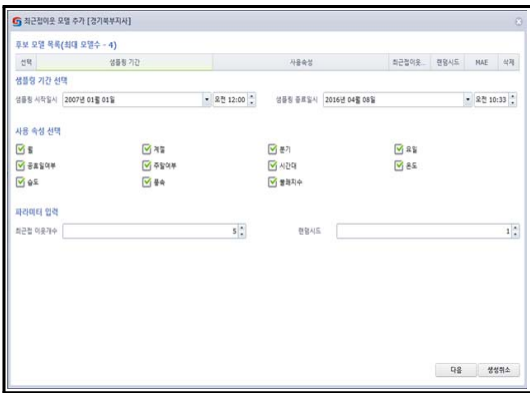 최근접이웃 모델 추가 [경기북부지사]
후보 모델 목록(최대 모델수 - 4)
선택 샘플링 기간 사용속성 최근접이웃... 랜덤시드 MAE 삭제
샘플링 기간 선택
샘플링 시작일시 2007년 01월 01일 오전 12:00 샘플링 종료일시 2016년 04월 08일 오전 10:33
사용 속성 선택
월 계절 분기 요일
공휴일여부 주말여부 시간대 온도
습도 풍속 불쾌지수
파라미터 입력
최근접 이웃개수 5 랜덤시드 1
다음 생성취소